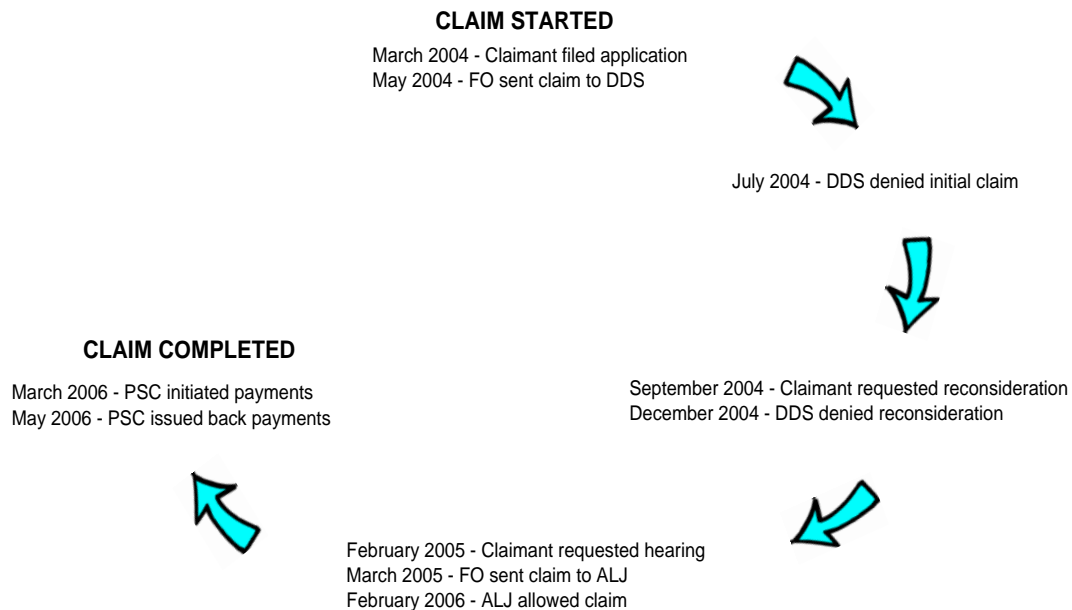 CLAIM STARTED
March 2004 - Claimant filed application
May 2004 - FO sent claim to DDS
July 2004 - DDS denied initial claim
September 2004 - Claimant requested reconsideration
December 2004 - DDS denied reconsideration
February 2005 - Claimant requested hearing
March 2005 - FO sent claim to ALJ
February 2006 - ALJ allowed claim
CLAIM COMPLETED
March 2006 - PSC initiated payments
May 2006 - PSC issued back payments